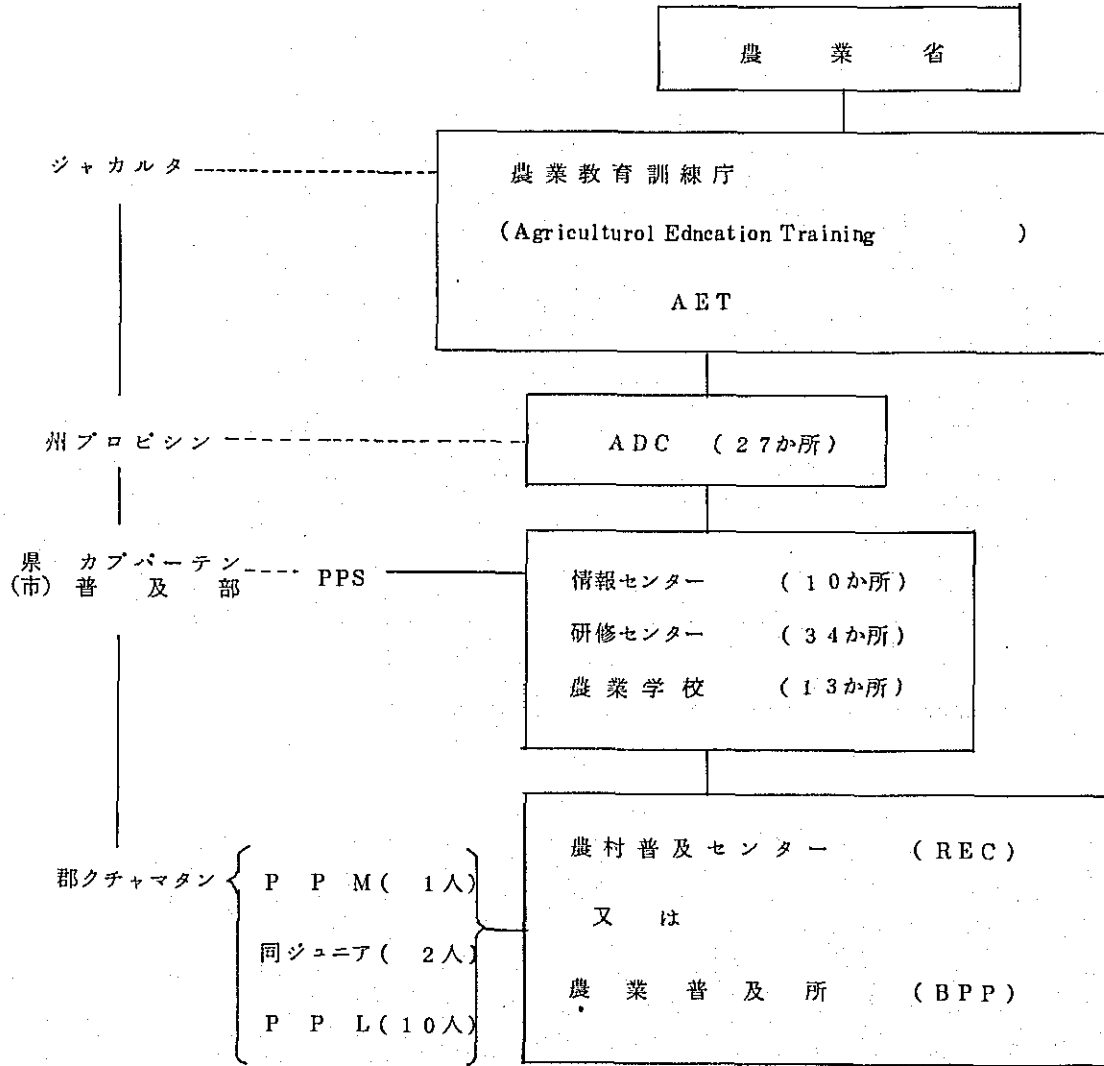 農業省
ジャカルタ
農業教育訓練庁
(Agriculturol Edncation Training )
AET
州プロビシン
ADC (27か所)
県 カブパーテン
(市) 普及部
PPS
情報センター (10か所)
研修センター (34か所)
農業学校 (13か所)
郡クチャマタン
PPM( 1人)
同ジュニア( 2人)
PPL(10人)
農村普及センター (REC)
又は
農業普及所 (BPP)